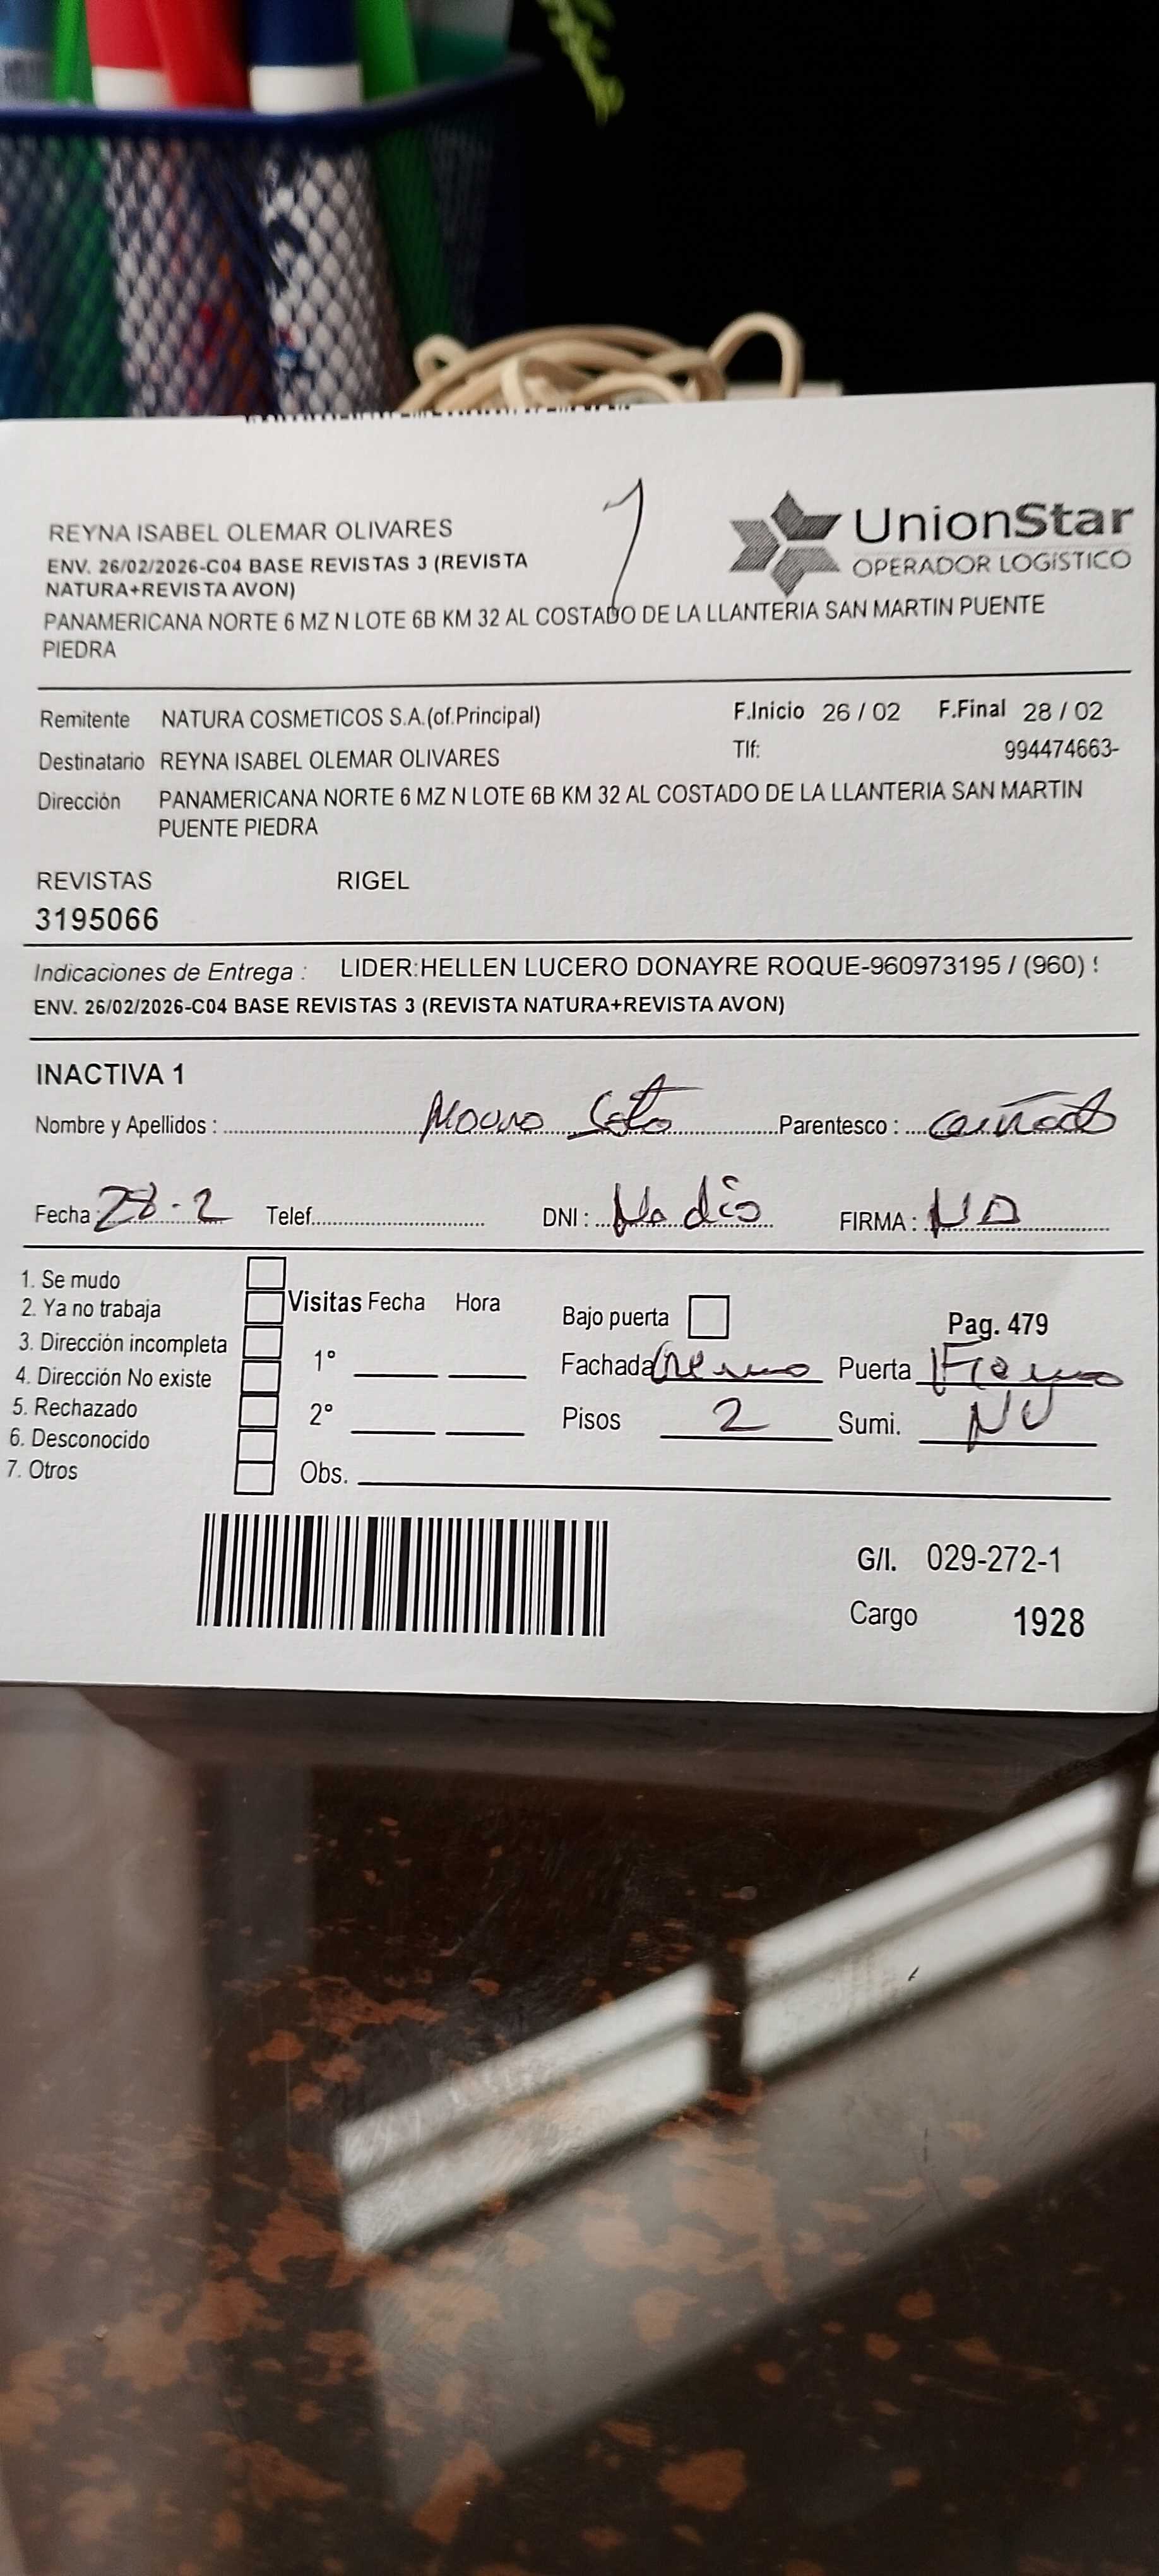 REYNA ISABEL OLEMAR OLIVARES
ENV. 26/02/2026-C04 BASE REVISTAS 3 (REVISTA
NATURA+REVISTA AVON)
PANAMERICANA NORTE 6 MZ N LOTE 6B KM 32 AL COSTADO DE LA LLANTERIA SAN MARTIN PUENTE
PIEDRA
UnionStar
OPERADOR LOGÍSTICO
Remitente NATURA COSMETICOS S.A.(of.Principal) F.Inicio 26 / 02 F.Final 28 / 02
Destinatario REYNA ISABEL OLEMAR OLIVARES Tlf: 994474663-
Dirección PANAMERICANA NORTE 6 MZ N LOTE 6B KM 32 AL COSTADO DE LA LLANTERIA SAN MARTIN
PUENTE PIEDRA
REVISTAS RIGEL
3195066
Indicaciones de Entrega : LIDER:HELLEN LUCERO DONAYRE ROQUE-960973195 / (960)
ENV. 26/02/2026-C04 BASE REVISTAS 3 (REVISTA NATURA+REVISTA AVON)
INACTIVA 1
Nombre y Apellidos : Soto Parentesco : cuñado
Fecha 28-2 Telef. DNI : No dio FIRMA :
1. Se mudo
2. Ya no trabaja Visitas Fecha Hora Bajo puerta Pag. 479
3. Dirección incompleta 1° Fachada Puerta Fierro
4. Dirección No existe
5. Rechazado 2° Pisos 2 Sumi.
6. Desconocido
7. Otros Obs.
G/I. 029-272-1
Cargo 1928